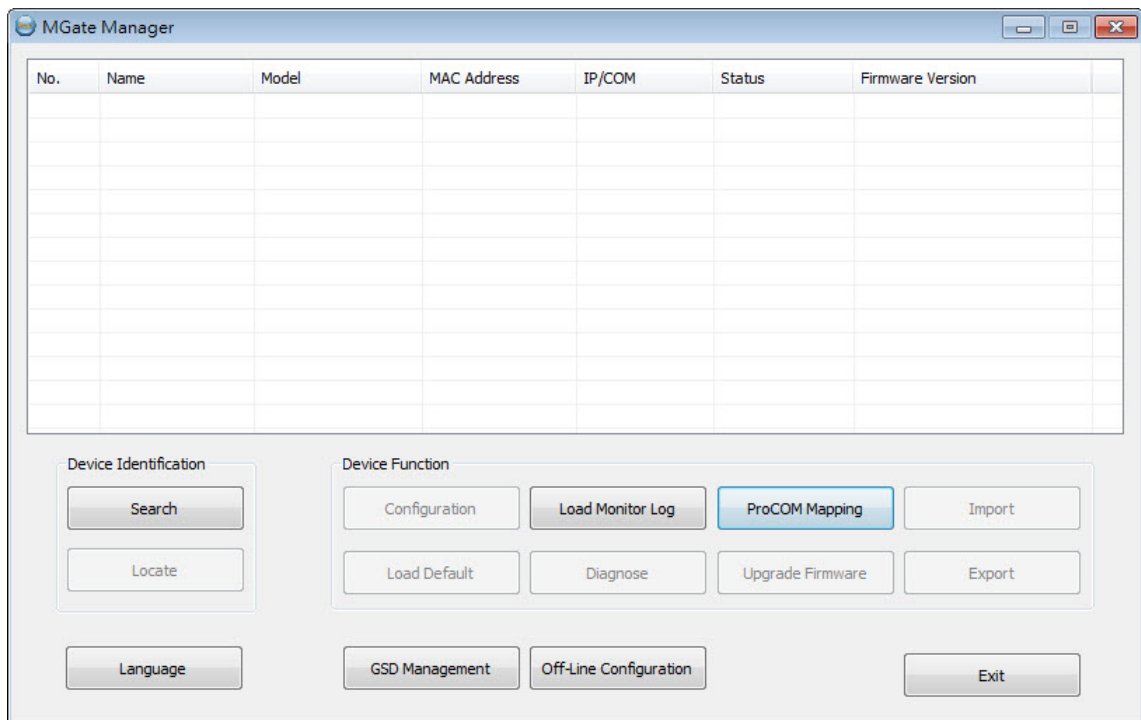 MGate Manager
No. Name Model MAC Address IP/COM Status Firmware Version
Device Identification Device Function
Search Configuration Load Monitor Log ProCOM Mapping Import
Locate Load Default Diagnose Upgrade Firmware Export
Language GSD Management Off-Line Configuration Exit